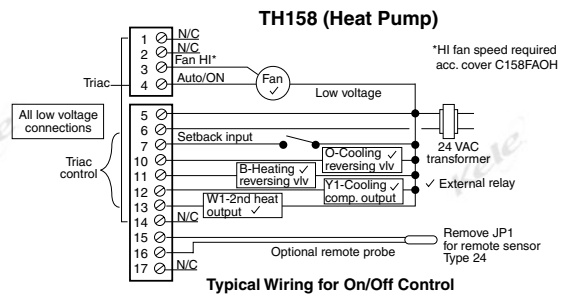 TH158 (Heat Pump)
1 N/C
2 N/C
3 Fan HI*
4 Auto/ON
Fan
✓
*HI fan speed required
acc. cover C158FAOH
Triac
Low voltage
All low voltage
connections
Triac
control
5
6
7 Setback input
10
11
12
13
14 N/C
15
16
17 N/C
24 VAC
transformer
O-Cooling ✓
reversing vlv
B-Heating ✓
reversing vlv
Y1-Cooling ✓
comp. output
W1-2nd heat
output ✓
✓ External relay
Optional remote probe
Remove JP1
for remote sensor
Type 24
Typical Wiring for On/Off Control
Kele